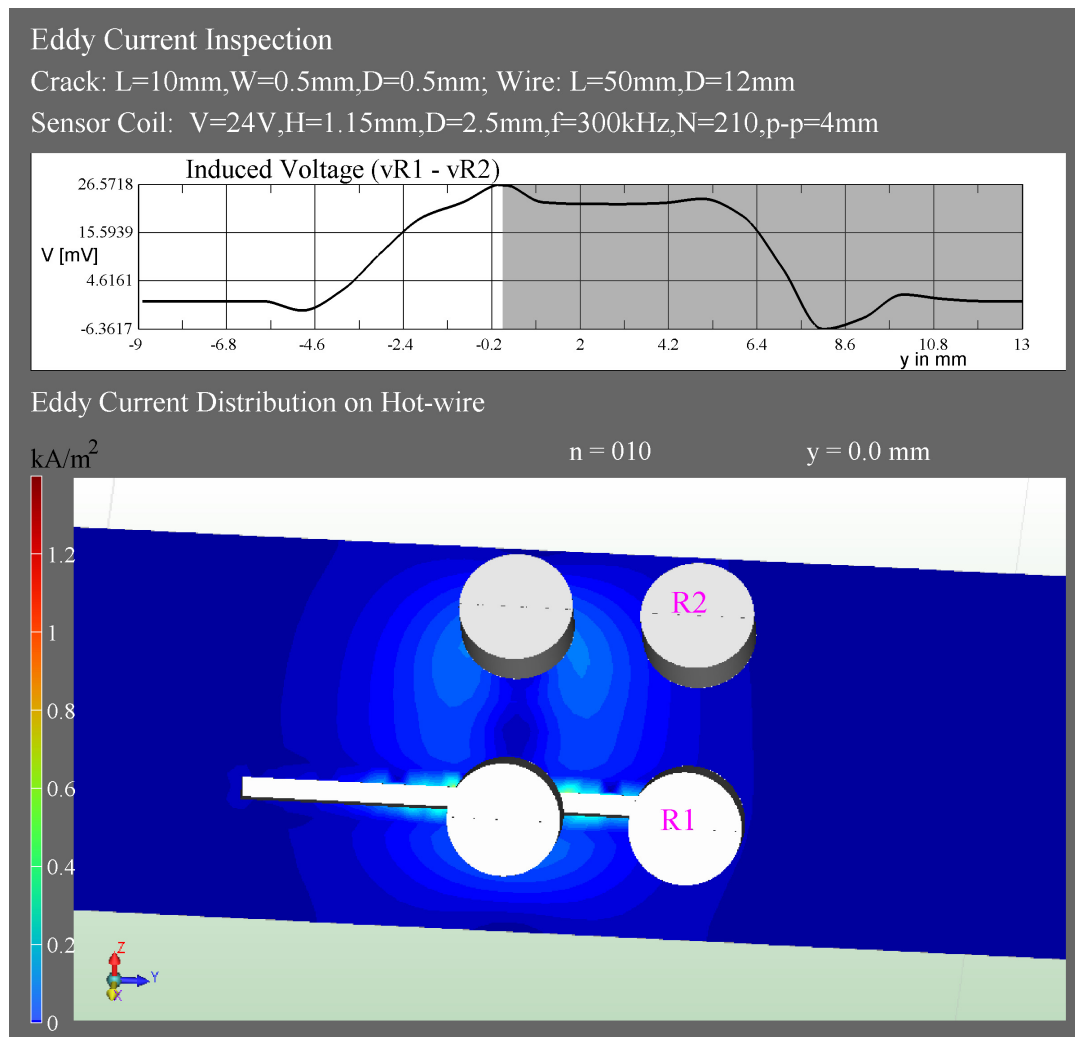 Eddy Current Inspection
Crack: L=10mm,W=0.5mm,D=0.5mm; Wire: L=50mm,D=12mm
Sensor Coil: V=24V,H=1.15mm,D=2.5mm,f=300kHz,N=210,p-p=4mm
Induced Voltage (vR1 - vR2)
26.5718
15.5939
V [mV]
4.6161
-6.3617
-9 -6.8 -4.6 -2.4 -0.2 2 4.2 6.4 8.6 10.8 13
y in mm
Eddy Current Distribution on Hot-wire
kA/m2
n = 010 y = 0.0 mm
1.2
R2
1
0.8
R1
0.6
0.4
0.2
Z
Y
X
0